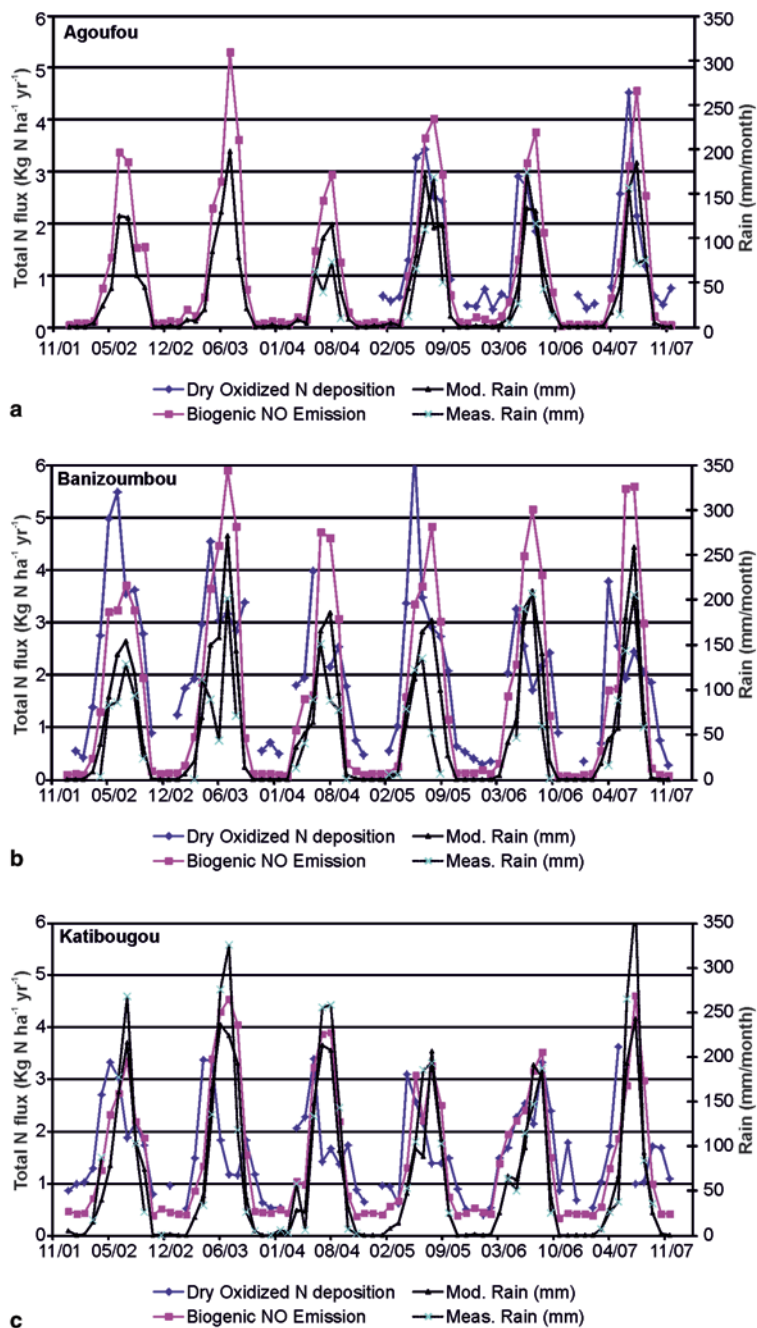 Agoufou
Total N flux (Kg N ha⁻¹ yr⁻¹)
6
5
4
3
2
1
0
350
300
250
200
150
100
50
0
Rain (mm/month)
11/01 05/02 12/02 06/03 01/04 08/04 02/05 09/05 03/06 10/06 04/07 11/07
Dry Oxidized N deposition Mod. Rain (mm)
Biogenic NO Emission Meas. Rain (mm)
a
Banizoumbou
Total N flux (Kg N ha⁻¹ yr⁻¹)
6
5
4
3
2
1
0
350
300
250
200
150
100
50
0
Rain (mm/month)
11/01 05/02 12/02 06/03 01/04 08/04 02/05 09/05 03/06 10/06 04/07 11/07
Dry Oxidized N deposition Mod. Rain (mm)
Biogenic NO Emission Meas. Rain (mm)
b
Katibougou
Total N flux (Kg N ha⁻¹ yr⁻¹)
6
5
4
3
2
1
0
350
300
250
200
150
100
50
0
Rain (mm/month)
11/01 05/02 12/02 06/03 01/04 08/04 02/05 09/05 03/06 10/06 04/07 11/07
Dry Oxidized N deposition Mod. Rain (mm)
Biogenic NO Emission Meas. Rain (mm)
c